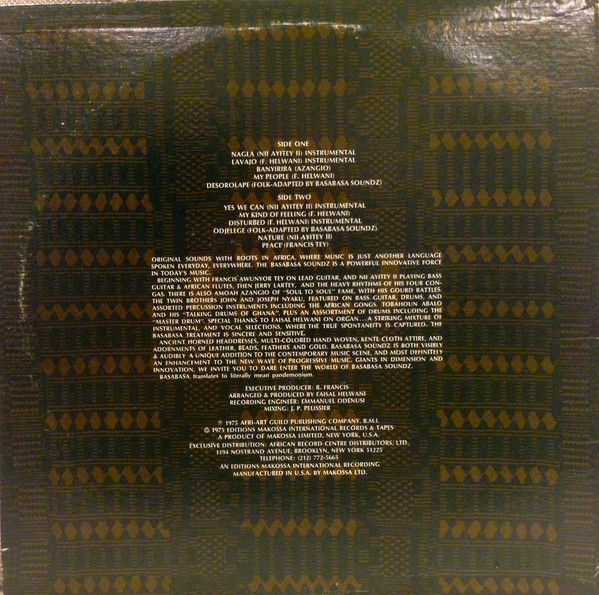 SIDE ONE
NAGLA (NII AYITEY II) INSTRUMENTAL
LAVAJO (F. HELWANI) INSTRUMENTAL
BANYIRIBA (AZANGIO)
MY PEOPLE (F. HELWANI)
DESOROLAPE (FOLK-ADAPTED BY BASABASA SOUNDZ)
SIDE TWO
YES WE CAN (NII AYITEY II) INSTRUMENTAL
MY KIND OF FEELING (F. HELWANI)
DISTURBED (F. HELWANI) INSTRUMENTAL
ODJELEGE (FOLK-ADAPTED BY BASABASA SOUNDZ)
NATURE (NII AYITEY II)
PEACE (FRANCIS TEY)
ORIGINAL SOUNDS WITH ROOTS IN AFRICA, WHERE MUSIC IS JUST ANOTHER LANGUAGE
SPOKEN EVERYDAY, EVERYWHERE. THE BASABASA SOUNDZ IS A POWERFUL INNOVATIVE FORCE
IN TODAY'S MUSIC.
BEGINNING WITH FRANCIS AWUNYOR TEY ON LEAD GUITAR, AND NII AYITEY II PLAYING BASS
GUITAR & AFRICAN FLUTES, THEN JERRY LARTEY, AND THE HEAVY RHYTHMS OF HIS FOUR CON-
GAS. THERE IS ALSO AMOAH AZANGIO OF "SOUL TO SOUL" FAME, WITH HIS GOURD RATTLES.
THE TWIN BROTHERS JOHN AND JOSEPH NYAKU, FEATURED ON BASS GUITAR, DRUMS, AND
ASSORTED PERCUSSION INSTRUMENTS INCLUDING THE AFRICAN GONGS. TOBAHOUN ABALO
AND HIS "TALKING DRUMS OF GHANA", PLUS AN ASSSORTMENT OF DRUMS INCLUDING THE
"MASTER DRUM". SPECIAL THANKS TO FAISAL HELWANI ON ORGAN...A STRIKING MIXTURE OF
INSTRUMENTAL, AND VOCAL SELECTIONS, WHERE THE TRUE SPONTANEITY IS CAPTURED. THE
BASABASA TREATMENT IS SINCERE AND SENSITIVE.
ANCIENT HORNED HEADDRESSES, MULTI-COLORED HAND WOVEN, KENTE CLOTH ATTIRE, AND
ADORNMENTS OF LEATHER, BEADS, FEATHERS AND GOLD. BASABASA SOUNDZ IS BOTH VISIBLY
& AUDIBLY A UNIQUE ADDITION TO THE CONTEMPORARY MUSIC SCENE, AND MOST DEFINITELY
AN ENHANCEMENT TO THE NEW WAVE OF PROGRESSIVE MUSIC. GIANTS IN DIMENSION AND
INNOVATION, WE INVITE YOU TO DARE ENTER THE WORLD OF BASABASA SOUNDZ.
BASABASA translates to literally mean pandemonium.
EXECUTIVE PRODUCER: R. FRANCIS
ARRANGED & PRODUCED BY FAISAL HELWANI
RECORDING ENGINEER: EMMANUEL ODENUSI
MIXING: J. P. PELISSIER
℗ 1975 AFRI-ART GUILD PUBLISHING COMPANY. B.M.I.
© 1975 EDITIONS MAKOSSA INTERNATIONAL RECORDS & TAPES
A PRODUCT OF MAKOSSA LIMITED, NEW YORK, U.S.A.
EXCLUSIVE DISTRIBUTION: AFRICAN RECORD CENTRE DISTRIBUTORS, LTD.
1194 NOSTRAND AVENUE, BROOKLYN, NEW YORK 11225
TELEPHONE: (212) 772-5665
AN EDITIONS MAKOSSA INTERNATIONAL RECORDING
MANUFACTURED IN U.S.A. BY MAKOSSA LTD.